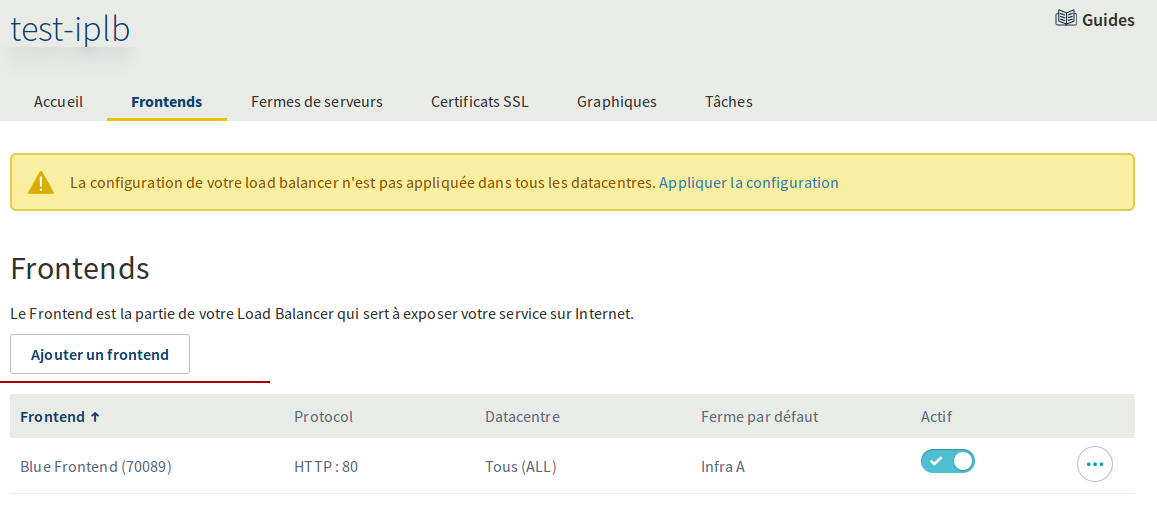 test-iplb
Guides
Accueil Frontends Fermes de serveurs Certificats SSL Graphiques Tâches
La configuration de votre load balancer n'est pas appliquée dans tous les datacentres. Appliquer la configuration
Frontends
Le Frontend est la partie de votre Load Balancer qui sert à exposer votre service sur Internet.
Ajouter un frontend
Frontend ↑ Protocol Datacentre Ferme par défaut Actif
Blue Frontend (70089) HTTP : 80 Tous (ALL) Infra A